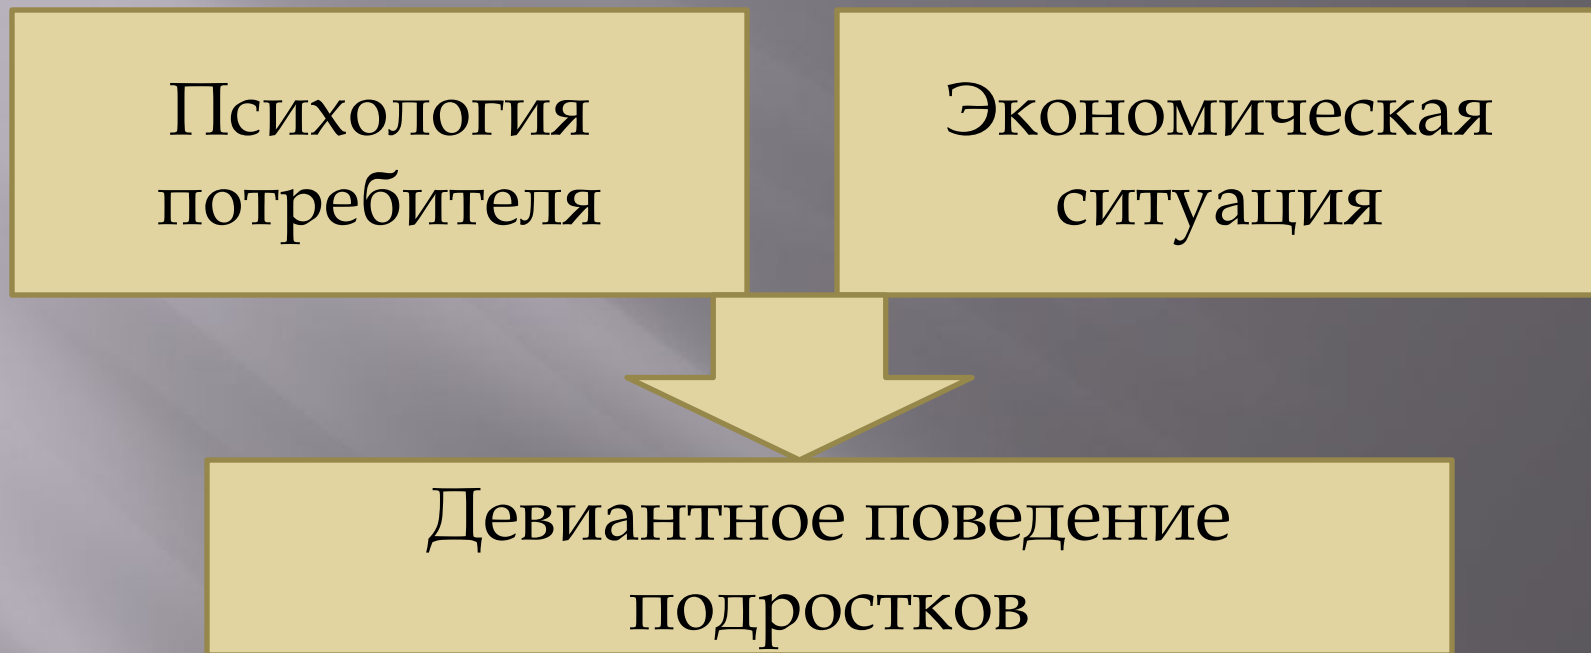 Психология
потребителя
Экономическая
ситуация
Девиантное поведение
подростков